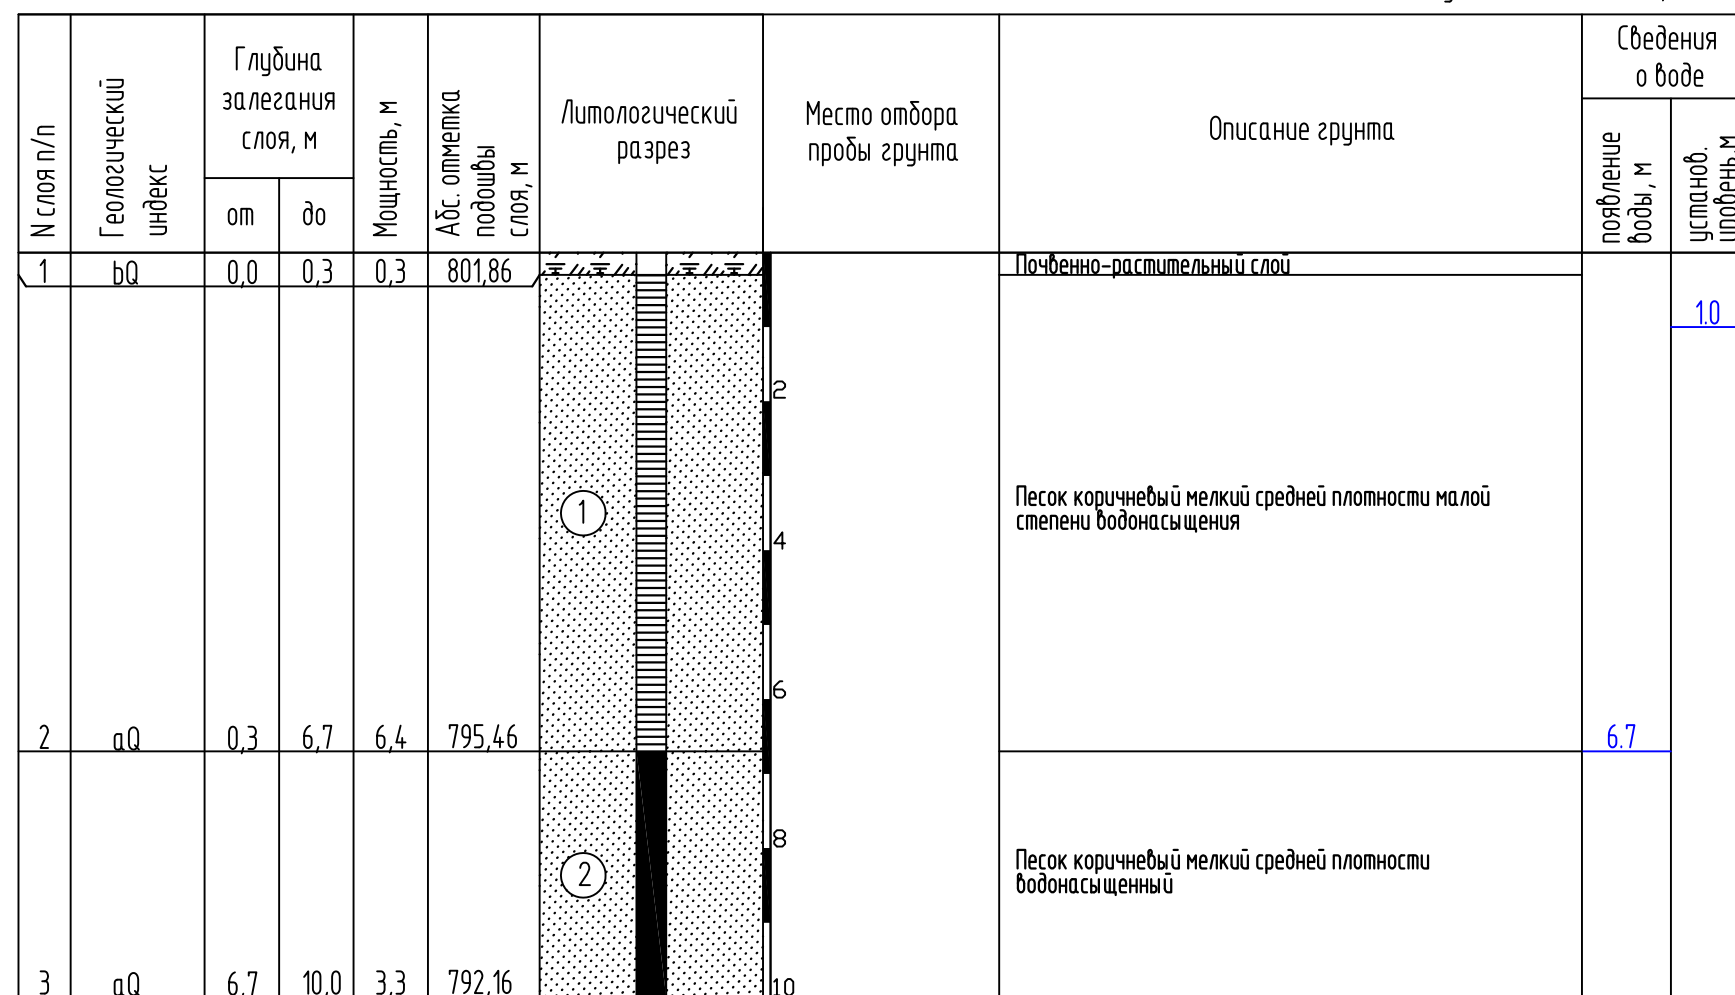 N слоя п/п
Геологический
индекс
Глубина
залегания
слоя, м
от
до
Мощность, м
Абс. отметка
подошвы
слоя, м
Литологический
разрез
Место отбора
пробы грунта
Описание грунта
Сведения
о воде
появление
воды, м
установ.
уровень,м
1 bQ 0,0 0,3 0,3 801,86
Почвенно-растительный слой
1.0
2
1
Песок коричневый мелкий средней плотности малой
степени водонасыщения
4
6
2 aQ 0,3 6,7 6,4 795,46
6.7
8
2
Песок коричневый мелкий средней плотности
водонасыщенный
3 aQ 6,7 10,0 3,3 792,16
10